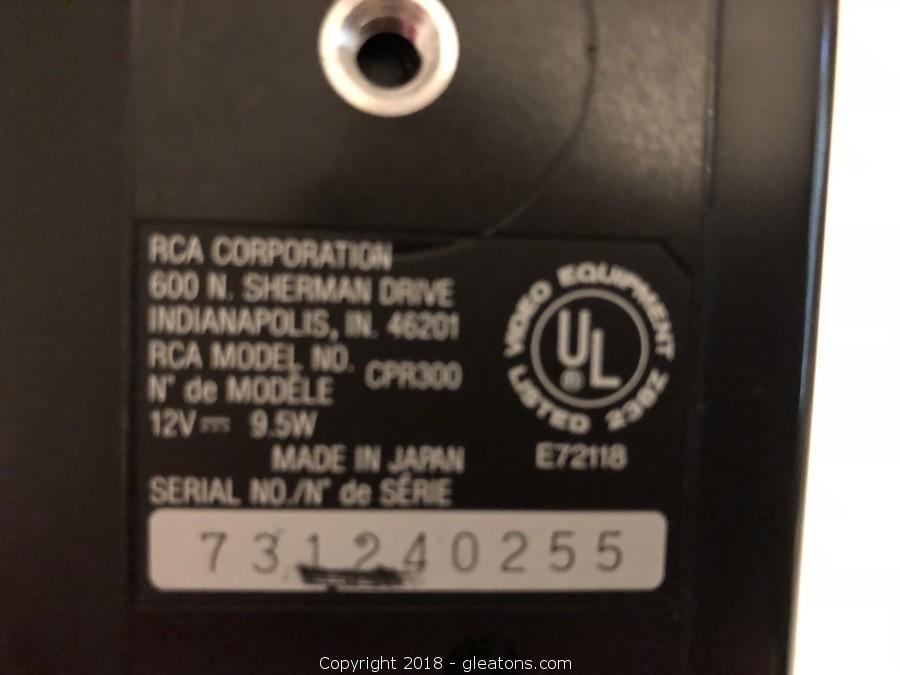 RCA CORPORATION
600 N. SHERMAN DRIVE
INDIANAPOLIS, IN. 46201
RCA MODEL NO.
N° de MODÈLE
CPR300
12V⎓ 9.5W
MADE IN JAPAN
SERIAL NO./N° de SÉRIE
731240255
VIDEO EQUIPMENT
UL
®
LISTED 238Z
E72118
Copyright 2018 - gleatons.com